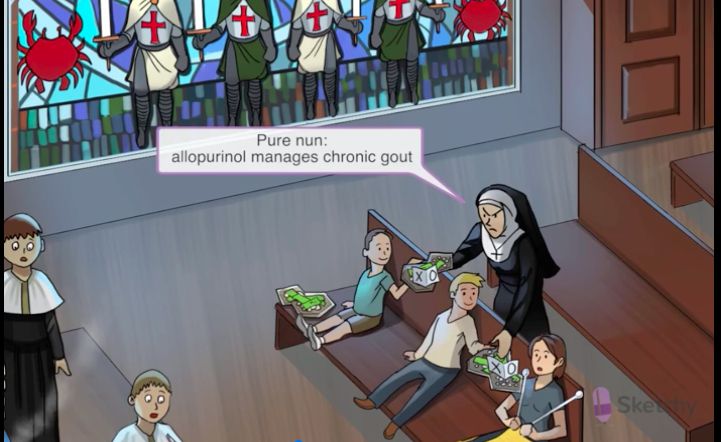 Pure nun:
allopurinol manages chronic gout
X O
X O
Sketchy